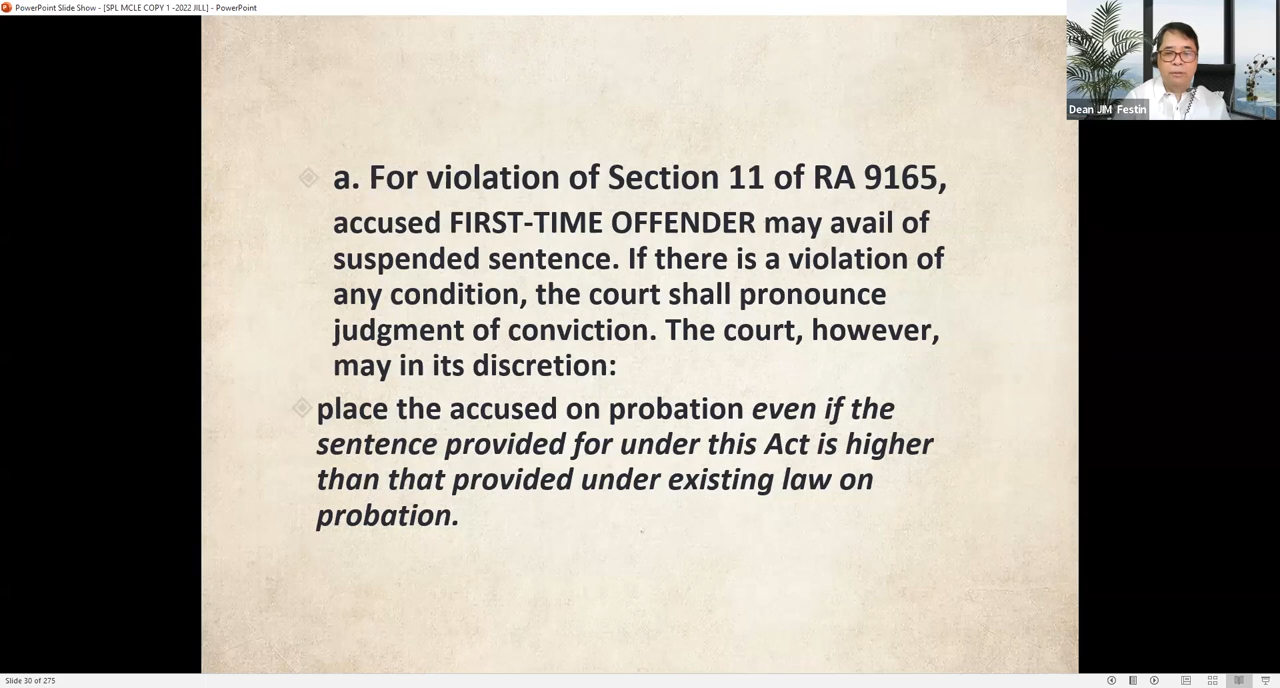 PowerPoint Slide Show - [SPL MCLE COPY 1 -2022 JILL] - PowerPoint
Dean JIM Festin
a. For violation of Section 11 of RA 9165,
accused FIRST-TIME OFFENDER may avail of
suspended sentence. If there is a violation of
any condition, the court shall pronounce
judgment of conviction. The court, however,
may in its discretion:
place the accused on probation even if the
sentence provided for under this Act is higher
than that provided under existing law on
probation.
Slide 30 of 275